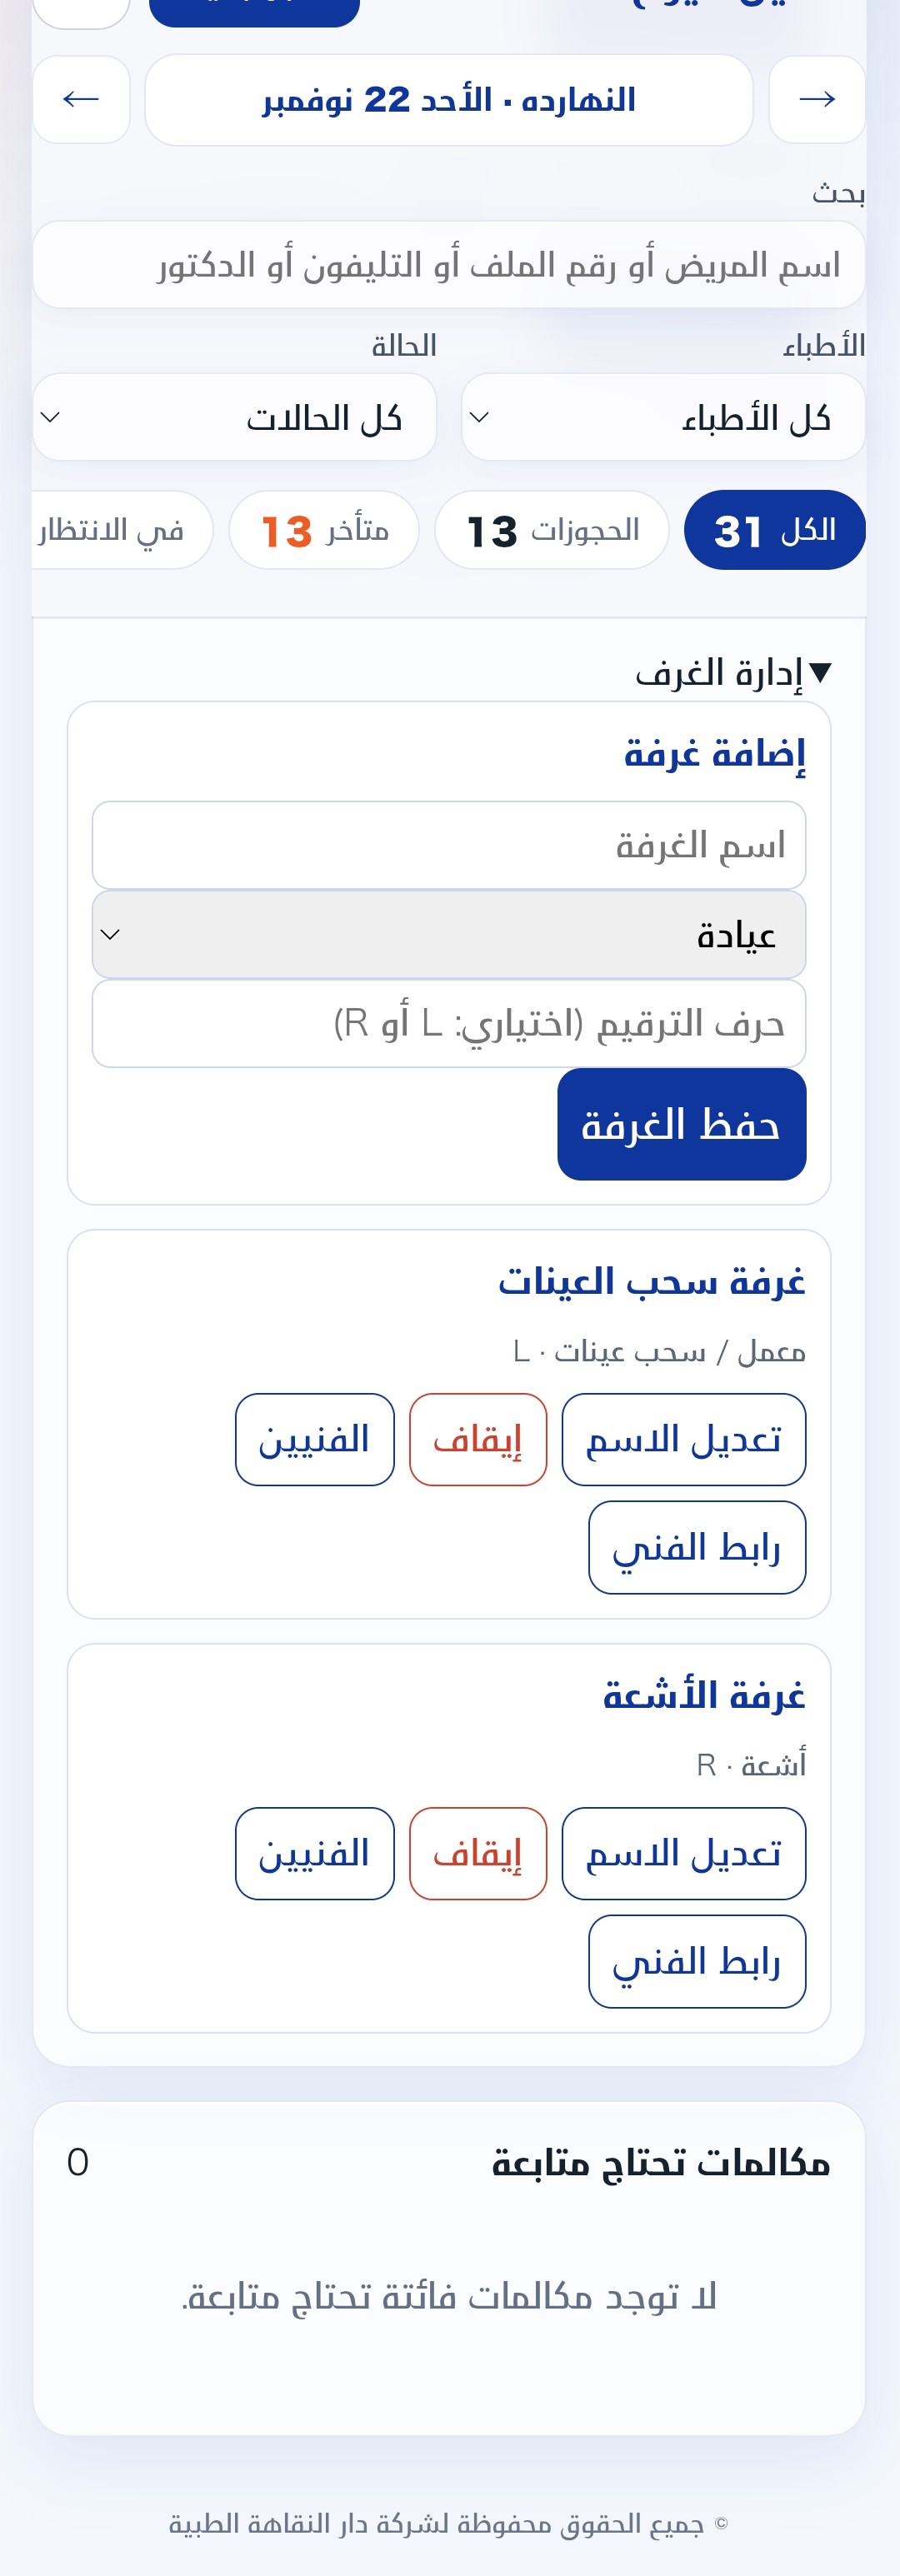 النهارده · الأحد 22 نوفمبر
بحث
اسم المريض أو رقم الملف أو التليفون أو الدكتور
الأطباء
الحالة
كل الأطباء
كل الحالات
الكل 31
الحجوزات 13
متأخر 13
في الانتظار
إدارة الغرف
إضافة غرفة
اسم الغرفة
عيادة
حرف الترقيم (اختياري: L أو R)
حفظ الغرفة
غرفة سحب العينات
معمل / سحب عينات · L
تعديل الاسم
إيقاف
الفنيين
رابط الفني
غرفة الأشعة
أشعة · R
تعديل الاسم
إيقاف
الفنيين
رابط الفني
مكالمات تحتاج متابعة
0
لا توجد مكالمات فائتة تحتاج متابعة.
© جميع الحقوق محفوظة لشركة دار النقاهة الطبية